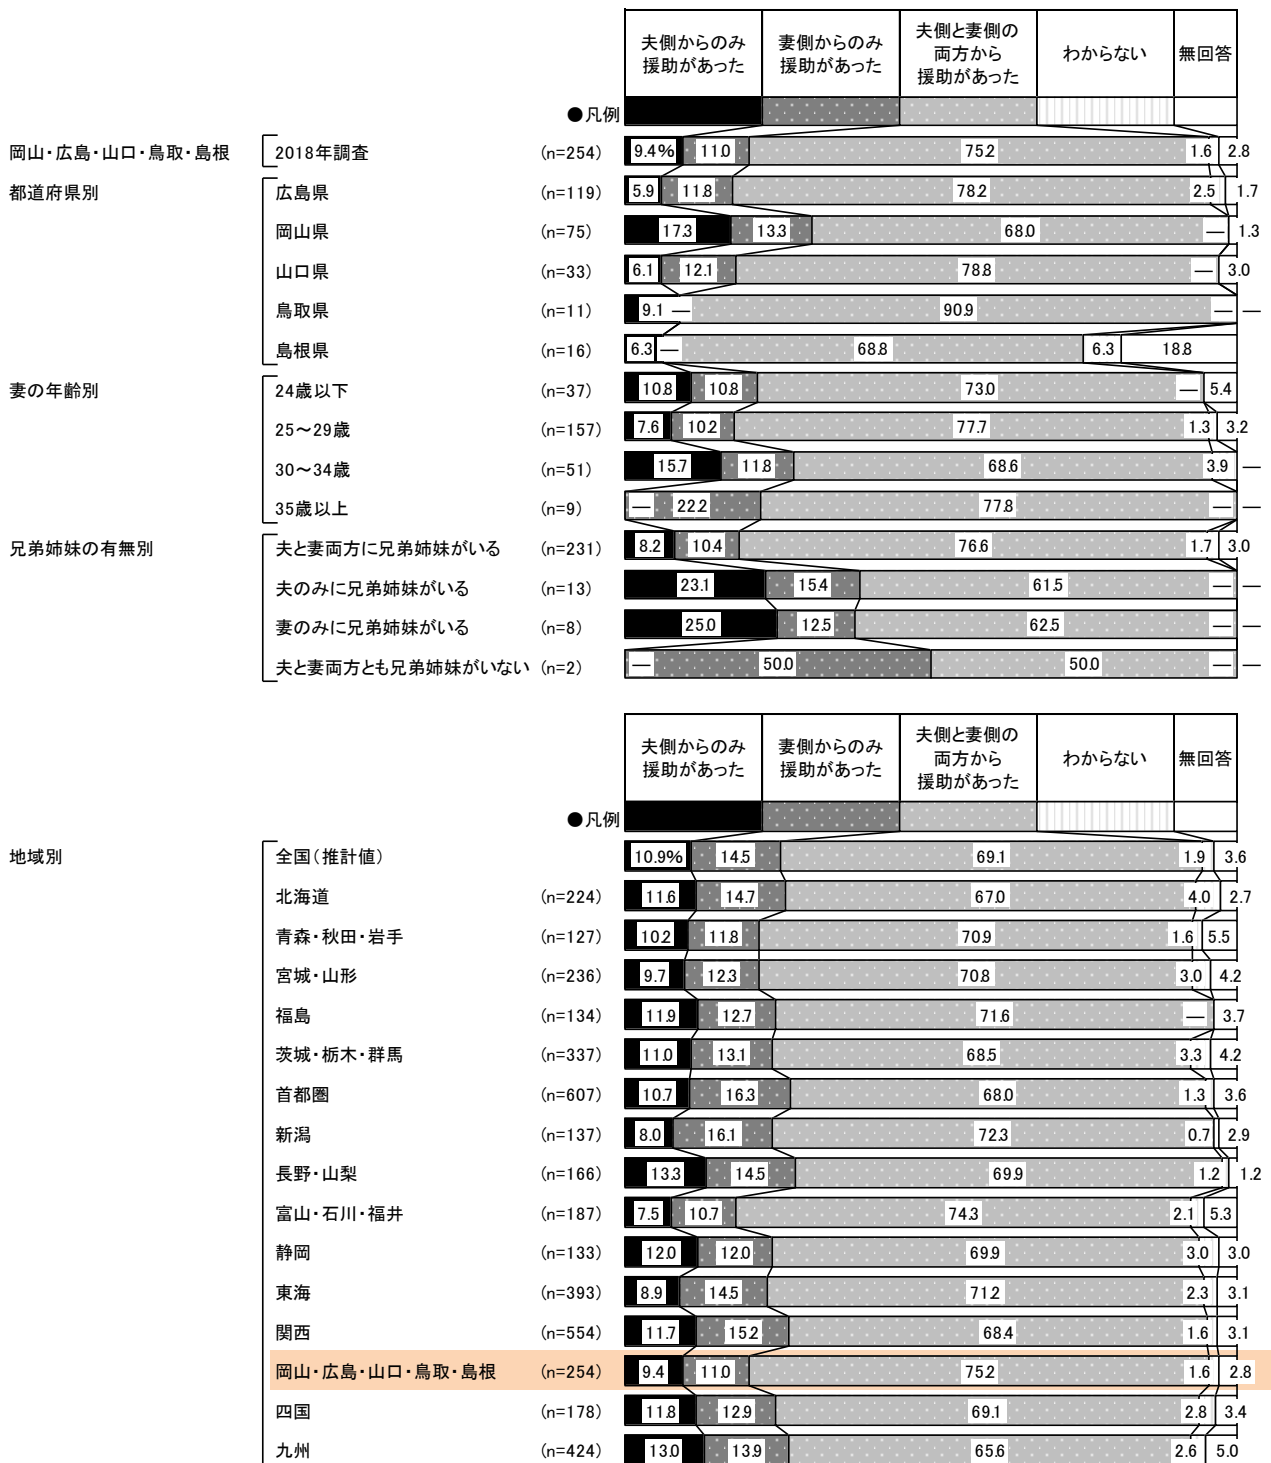 夫側からのみ
援助があった
妻側からのみ
援助があった
夫側と妻側の
両方から
援助があった
わからない
無回答
●凡例
岡山・広島・山口・鳥取・島根 2018年調査 (n=254) 9.4% 11.0 75.2 1.6 2.8
都道府県別 広島県 (n=119) 5.9 11.8 78.2 2.5 1.7
岡山県 (n=75) 17.3 13.3 68.0 — 1.3
山口県 (n=33) 6.1 12.1 78.8 — 3.0
鳥取県 (n=11) 9.1 — 90.9 — —
島根県 (n=16) 6.3 — 68.8 6.3 18.8
妻の年齢別 24歳以下 (n=37) 10.8 10.8 73.0 — 5.4
25～29歳 (n=157) 7.6 10.2 77.7 1.3 3.2
30～34歳 (n=51) 15.7 11.8 68.6 3.9 —
35歳以上 (n=9) — 22.2 77.8 — —
兄弟姉妹の有無別 夫と妻両方に兄弟姉妹がいる (n=231) 8.2 10.4 76.6 1.7 3.0
夫のみに兄弟姉妹がいる (n=13) 23.1 15.4 61.5 — —
妻のみに兄弟姉妹がいる (n=8) 25.0 12.5 62.5 — —
夫と妻両方とも兄弟姉妹がいない (n=2) — 50.0 50.0 — —
夫側からのみ
援助があった
妻側からのみ
援助があった
夫側と妻側の
両方から
援助があった
わからない
無回答
●凡例
地域別 全国(推計値) 10.9% 14.5 69.1 1.9 3.6
北海道 (n=224) 11.6 14.7 67.0 4.0 2.7
青森・秋田・岩手 (n=127) 10.2 11.8 70.9 1.6 5.5
宮城・山形 (n=236) 9.7 12.3 70.8 3.0 4.2
福島 (n=134) 11.9 12.7 71.6 — 3.7
茨城・栃木・群馬 (n=337) 11.0 13.1 68.5 3.3 4.2
首都圏 (n=607) 10.7 16.3 68.0 1.3 3.6
新潟 (n=137) 8.0 16.1 72.3 0.7 2.9
長野・山梨 (n=166) 13.3 14.5 69.9 1.2 1.2
富山・石川・福井 (n=187) 7.5 10.7 74.3 2.1 5.3
静岡 (n=133) 12.0 12.0 69.9 3.0 3.0
東海 (n=393) 8.9 14.5 71.2 2.3 3.1
関西 (n=554) 11.7 15.2 68.4 1.6 3.1
岡山・広島・山口・鳥取・島根 (n=254) 9.4 11.0 75.2 1.6 2.8
四国 (n=178) 11.8 12.9 69.1 2.8 3.4
九州 (n=424) 13.0 13.9 65.6 2.6 5.0